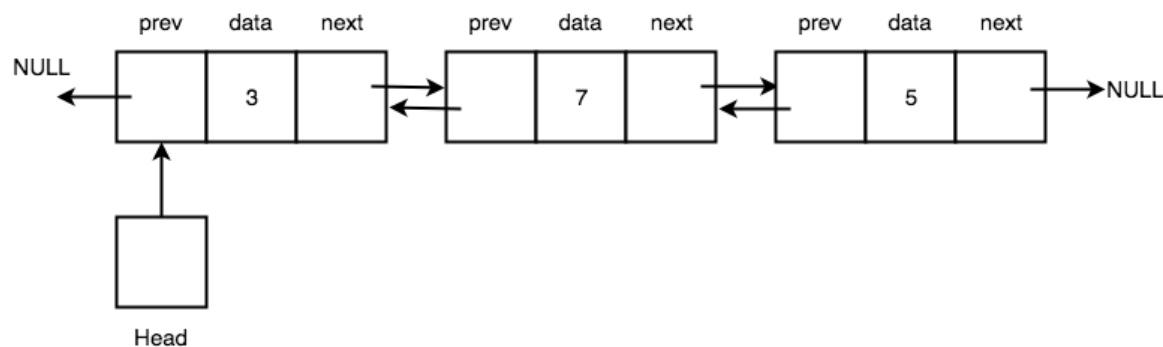 prev data next prev data next prev data next
NULL
3 7 5
NULL
Head